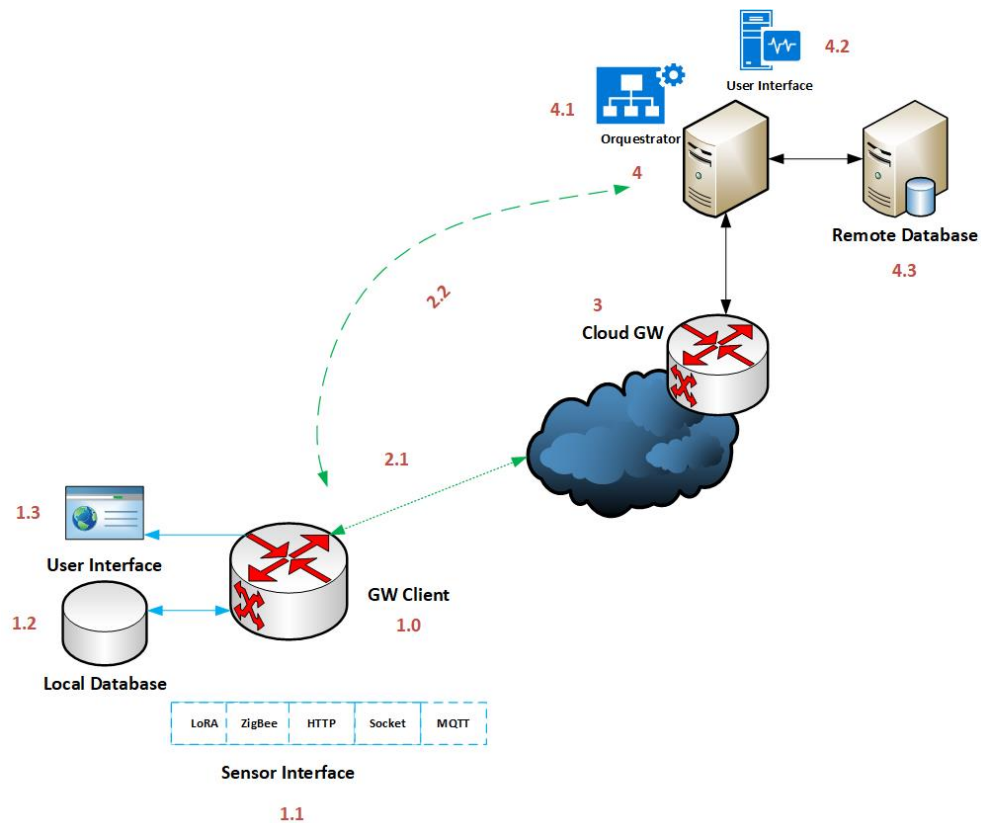 4.2
User Interface
4.1
Orquestrator
4
Remote Database
4.3
2.2
3
Cloud GW
2.1
1.3
User Interface
GW Client
1.0
1.2
Local Database
LoRA ZigBee HTTP Socket MQTT
Sensor Interface
1.1